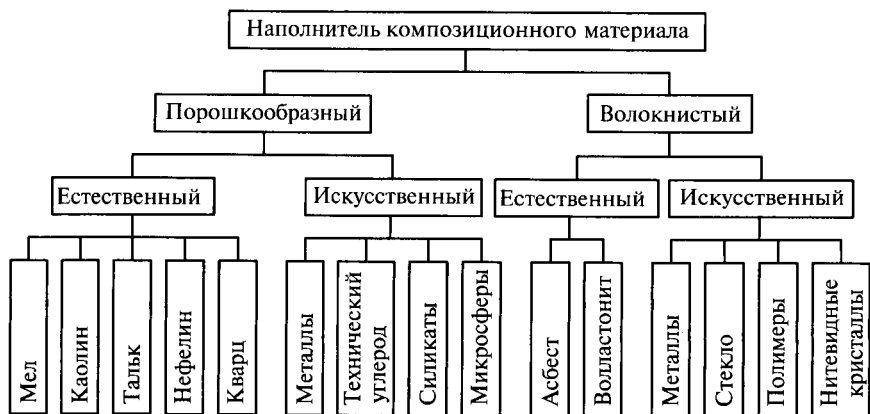 Наполнитель композиционного материала
Порошкообразный
Волокнистый
Естественный
Искусственный
Естественный
Искусственный
Мел
Каолин
Тальк
Нефелин
Кварц
Металлы
Технический
углерод
Силикаты
Микросферы
Асбест
Волластонит
Металлы
Стекло
Полимеры
Нитевидные
кристаллы